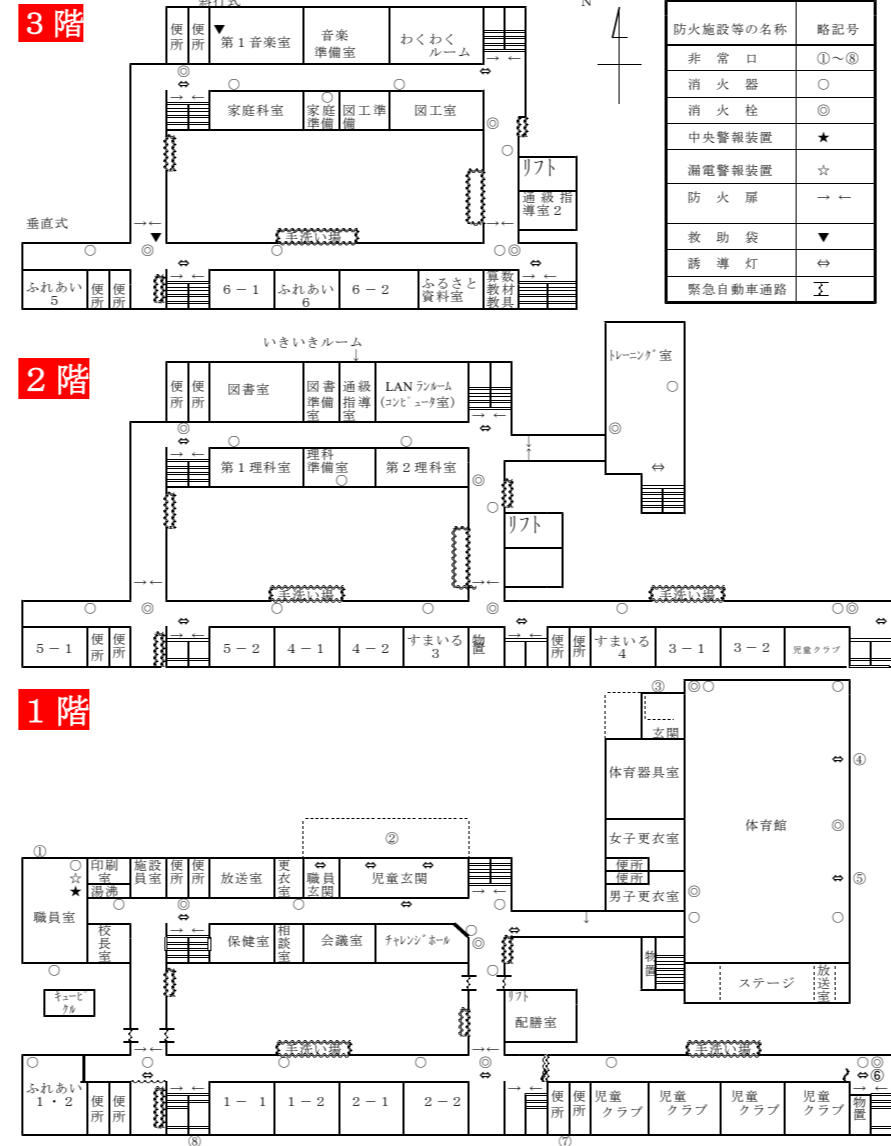 3階
斜行式
便所
便所
▼
第1音楽室
音楽準備室
わくわくルーム
家庭科室
家庭準備
図工準備
図工室
リフト
通級指導室2
垂直式
▼
手洗い場
ふれあい5
便所
便所
6－1
ふれあい6
6－2
ふるさと資料室
算数教材教具
N
防火施設等の名称 略記号
非常口 ①～⑧
消火器 ○
消火栓 ◎
中央警報装置 ★
漏電警報装置 ☆
防火扉 → ←
救助袋 ▼
誘導灯 ⇔
緊急自動車通路
2階
いきいきルーム
↓
便所
便所
図書室
図書準備室
通級指導室
LANランルーム
(コンピュータ室)
トレーニング室
第1理科室
理科準備室
第2理科室
リフト
手洗い場
手洗い場
5－1
便所
便所
5－2
4－1
4－2
すまいる3
物置
便所
便所
すまいる4
3－1
3－2
児童クラブ
1階
③
玄関
体育器具室
④
女子更衣室
体育館
便所
便所
男子更衣室
⑤
②
①
職員室
☆
★
印刷室
湯沸
施設員室
便所
便所
放送室
更衣室
職員玄関
児童玄関
校長室
保健室
相談室
会議室
チャレンジホール
物置
ステージ
放送室
キュービクル
リフト
配膳室
手洗い場
手洗い場
ふれあい1・2
便所
便所
1－1
1－2
2－1
2－2
便所
便所
児童クラブ
児童クラブ
児童クラブ
児童クラブ
物置
⑥
⑧
⑦